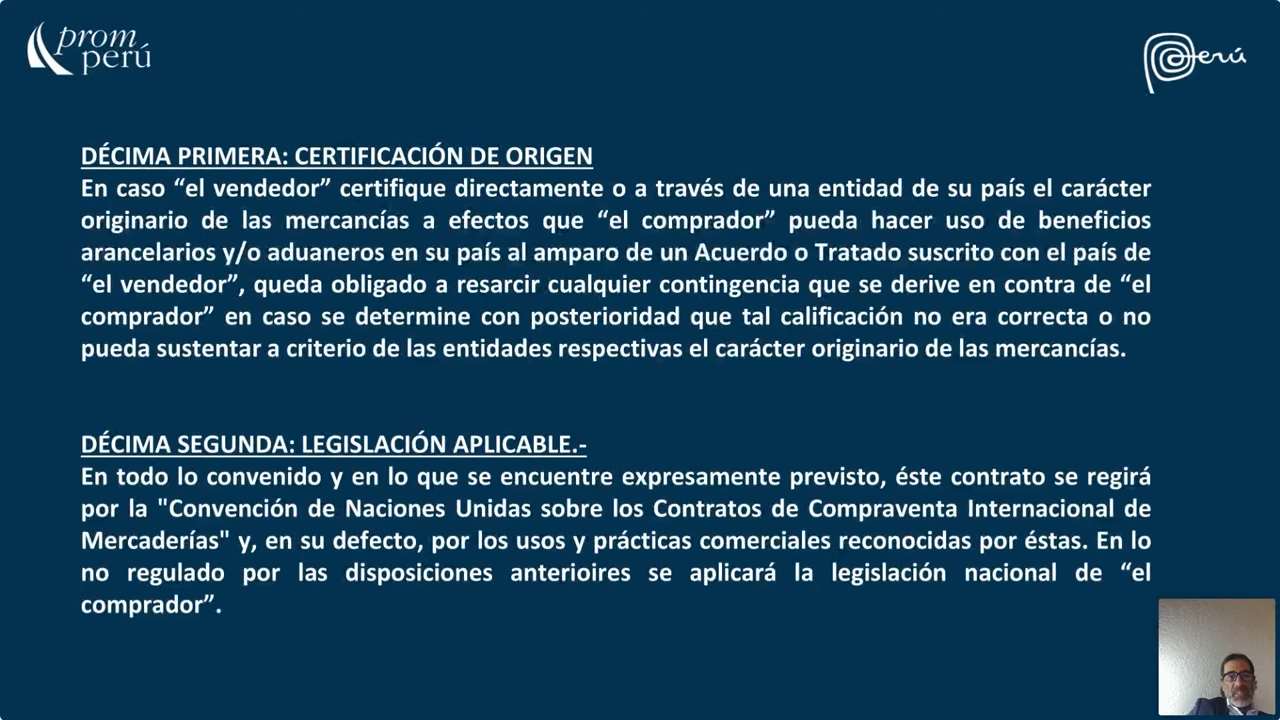 prom
perú
Perú
DÉCIMA PRIMERA: CERTIFICACIÓN DE ORIGEN
En caso “el vendedor” certifique directamente o a través de una entidad de su país el carácter
originario de las mercancías a efectos que “el comprador” pueda hacer uso de beneficios
arancelarios y/o aduaneros en su país al amparo de un Acuerdo o Tratado suscrito con el país de
“el vendedor”, queda obligado a resarcir cualquier contingencia que se derive en contra de “el
comprador” en caso se determine con posterioridad que tal calificación no era correcta o no
pueda sustentar a criterio de las entidades respectivas el carácter originario de las mercancías.
DÉCIMA SEGUNDA: LEGISLACIÓN APLICABLE.-
En todo lo convenido y en lo que se encuentre expresamente previsto, éste contrato se regirá
por la "Convención de Naciones Unidas sobre los Contratos de Compraventa Internacional de
Mercaderías" y, en su defecto, por los usos y prácticas comerciales reconocidas por éstas. En lo
no regulado por las disposiciones anterioires se aplicará la legislación nacional de “el
comprador”.